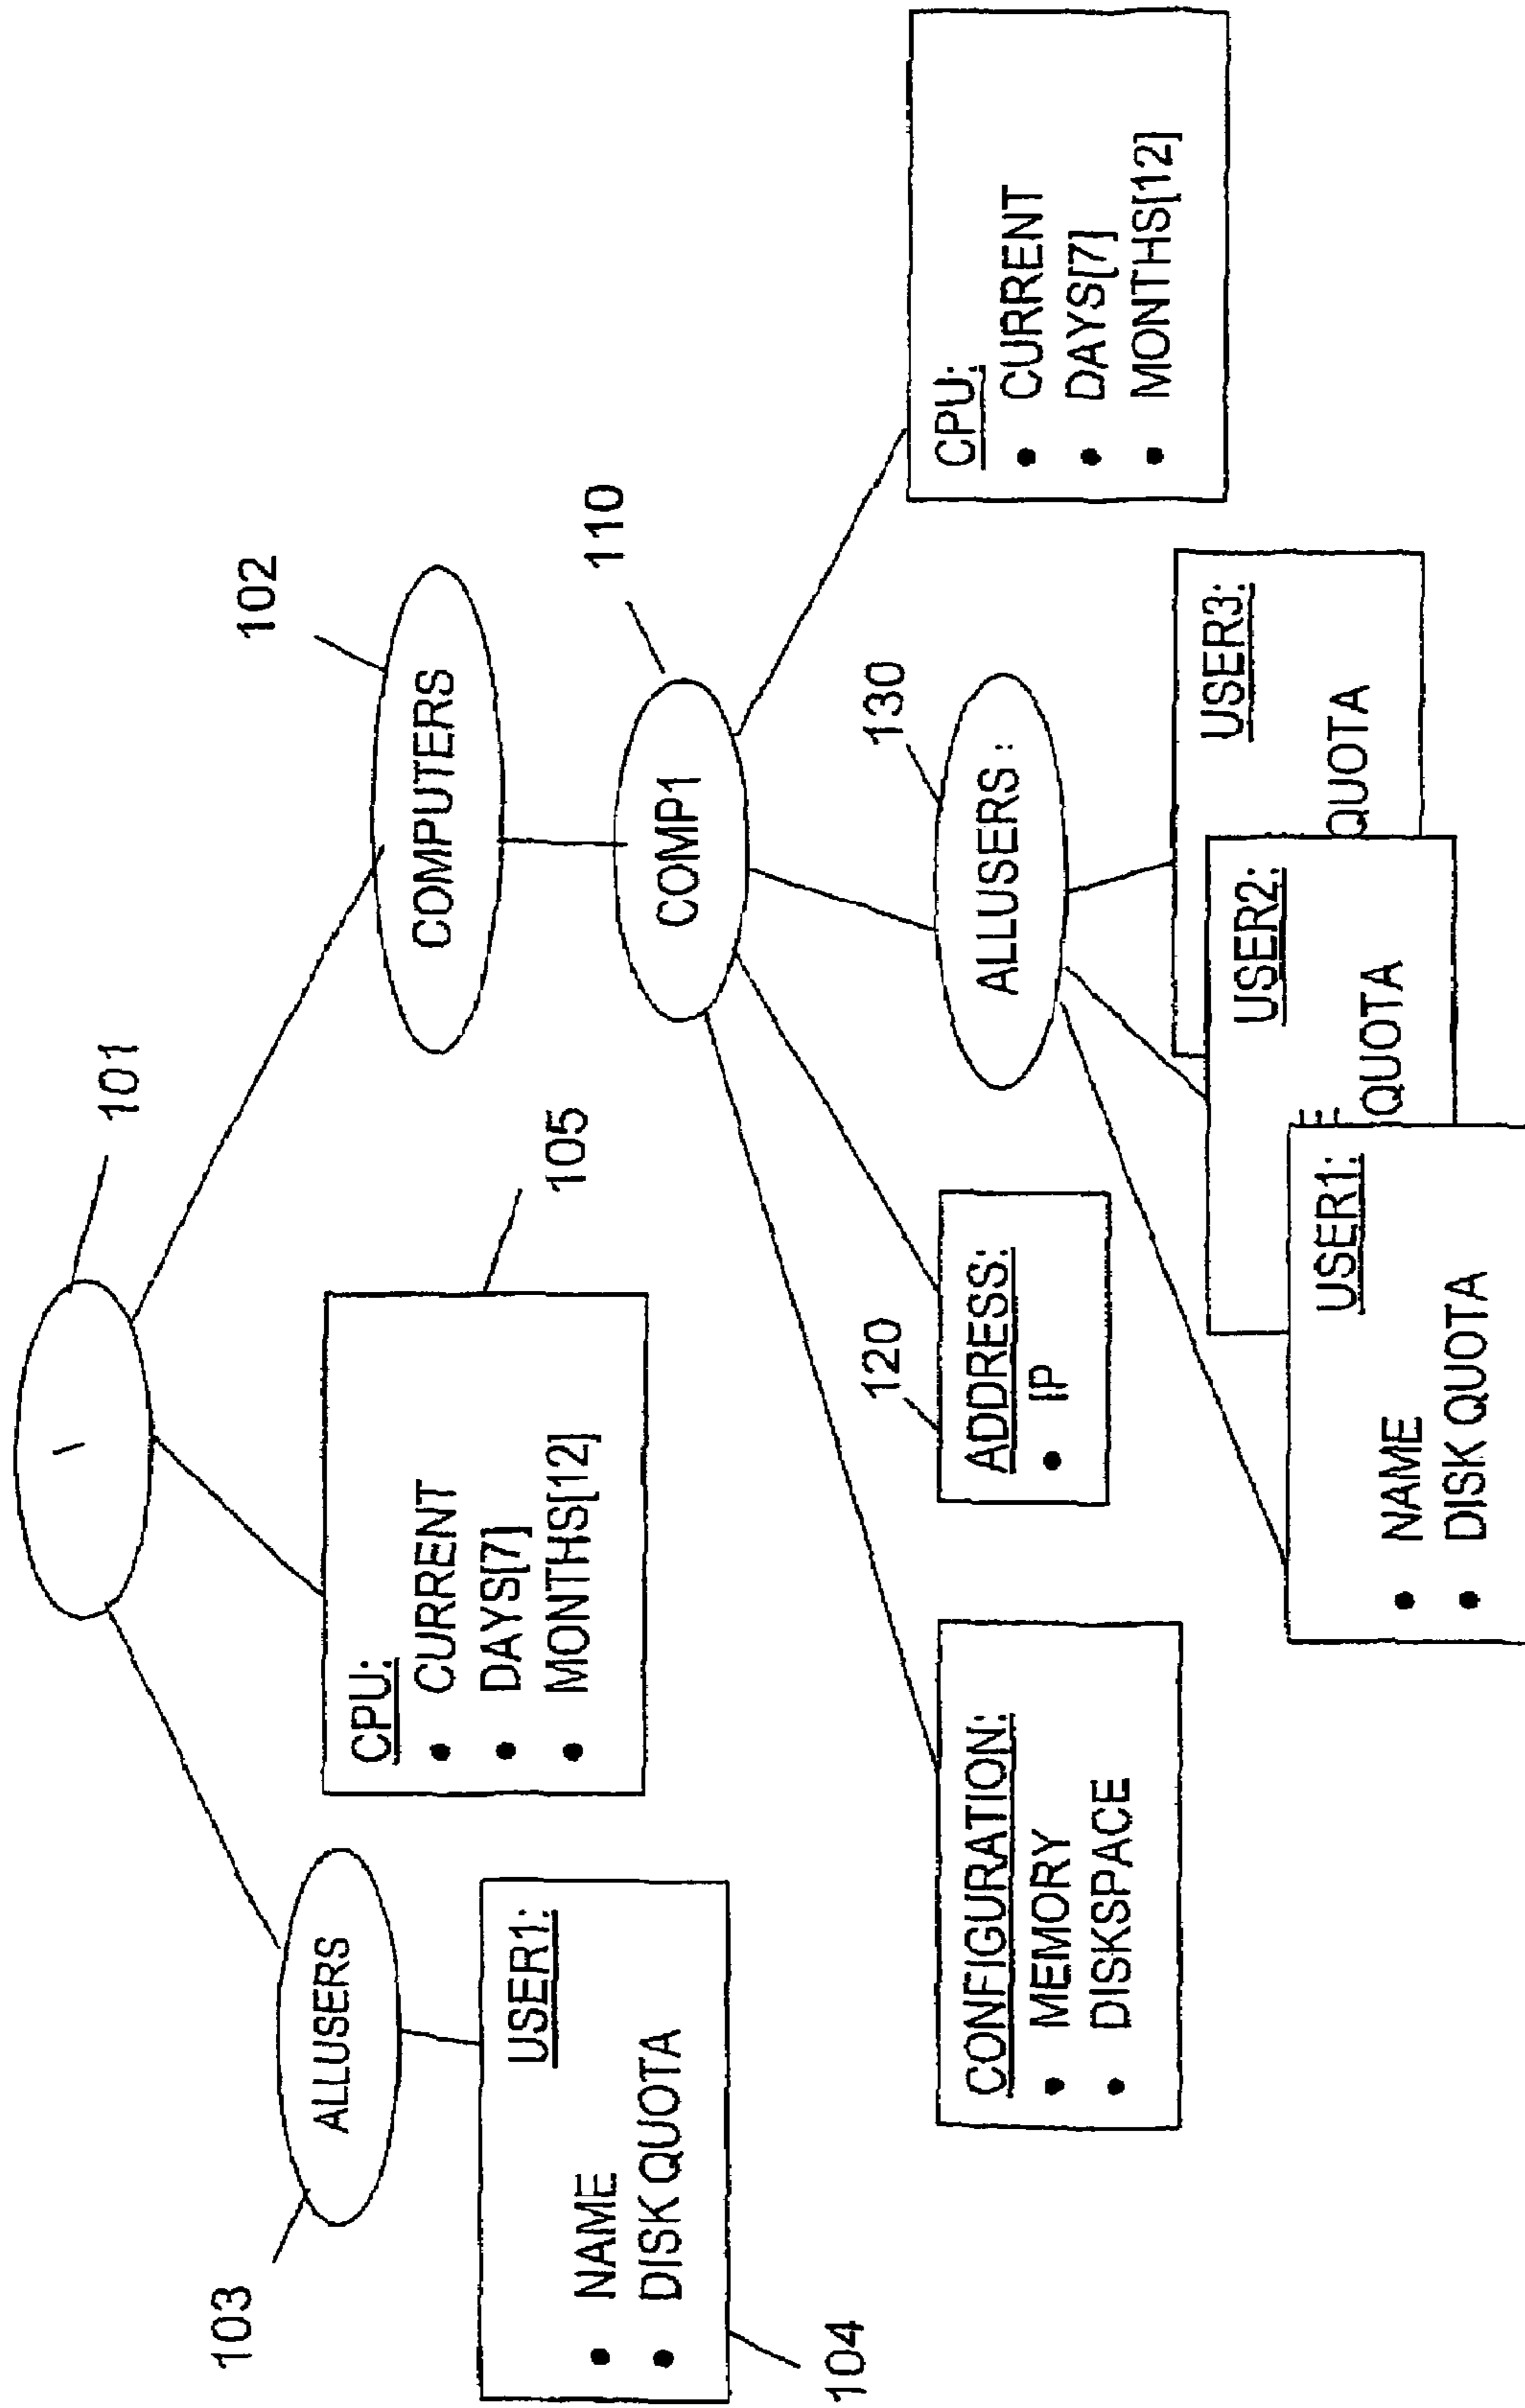 101
\
102
COMPUTERS
103
ALLUSERS
105
CPU:
• CURRENT
• DAYS[7]
• MONTHS[12]
USER1:
• NAME
• DISK QUOTA
104
110
COMP1
CONFIGURATION:
• MEMORY
• DISKSPACE
120
ADDRESS:
• IP
130
ALLUSERS :
CPU:
• CURRENT
• DAYS[7]
• MONTHS[12]
USER3:
QUOTA
USER2:
QUOTA
USER1:
• NAME
• DISK QUOTA